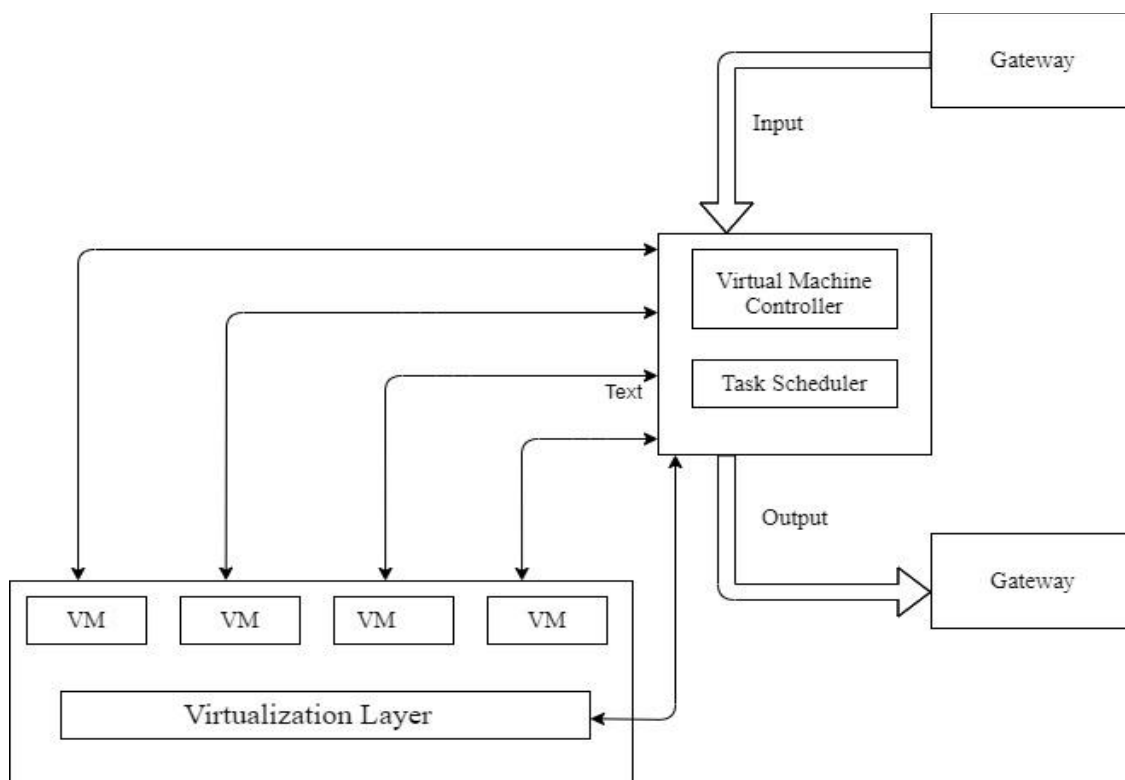 Gateway
Input
Virtual Machine
Controller
Task Scheduler
Text
Output
Gateway
VM
VM
VM
VM
Virtualization Layer